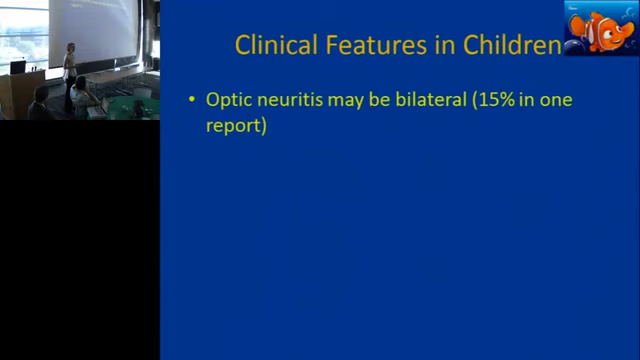 Clinical Features in Children
• Optic neuritis may be bilateral (15% in one
report)